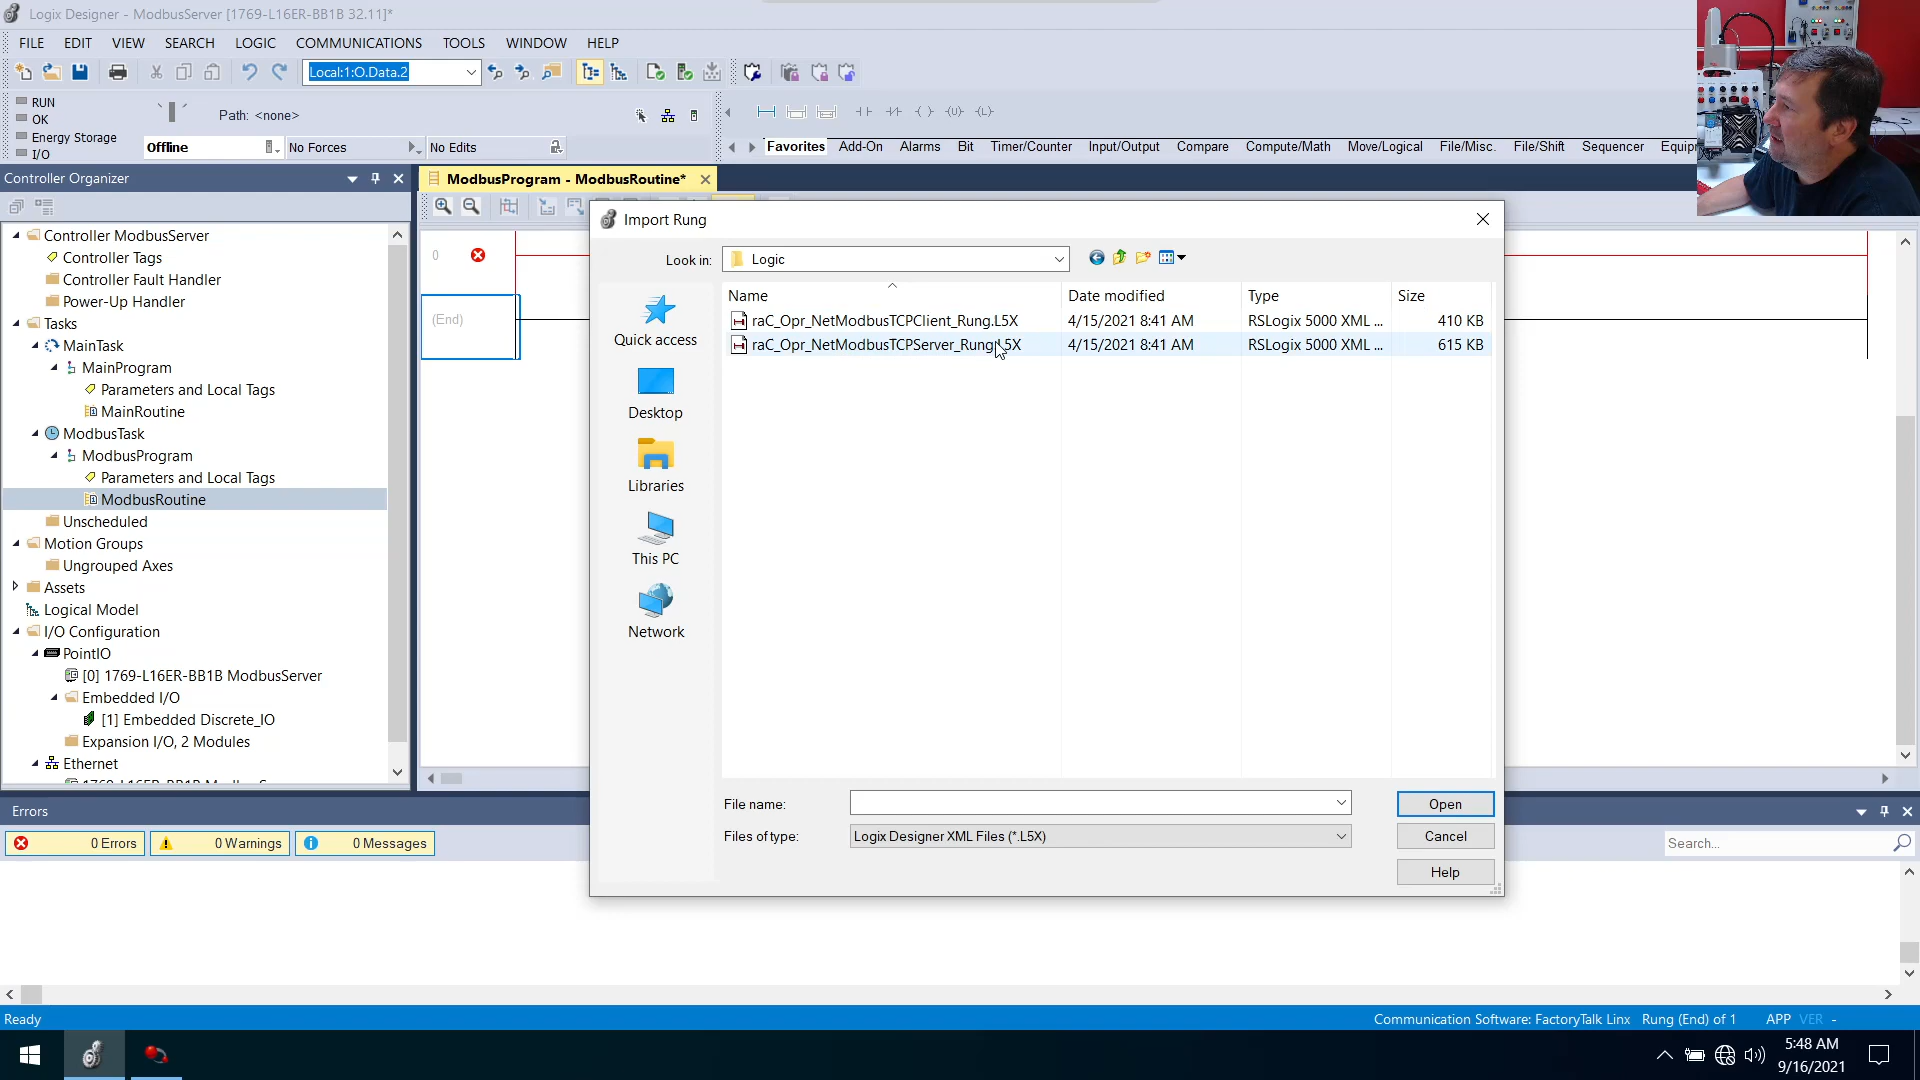 Logix Designer - ModbusServer [1769-L16ER-BB1B 32.11]*
FILE EDIT VIEW SEARCH LOGIC COMMUNICATIONS TOOLS WINDOW HELP
Local:1:O.Data.2
RUN
OK
Energy Storage
I/O
Path: <none>
Offline
No Forces
No Edits
Favorites Add-On Alarms Bit Timer/Counter Input/Output Compare Compute/Math Move/Logical File/Misc. File/Shift Sequencer Equip
Controller Organizer
Controller ModbusServer
Controller Tags
Controller Fault Handler
Power-Up Handler
Tasks
MainTask
MainProgram
Parameters and Local Tags
MainRoutine
ModbusTask
ModbusProgram
Parameters and Local Tags
ModbusRoutine
Unscheduled
Motion Groups
Ungrouped Axes
Assets
Logical Model
I/O Configuration
PointIO
[0] 1769-L16ER-BB1B ModbusServer
Embedded I/O
[1] Embedded Discrete_IO
Expansion I/O, 2 Modules
Ethernet
ModbusProgram - ModbusRoutine*
0
(End)
Import Rung
Look in: Logic
Name Date modified Type Size
raC_Opr_NetModbusTCPClient_Rung.L5X 4/15/2021 8:41 AM RSLogix 5000 XML ... 410 KB
raC_Opr_NetModbusTCPServer_Rung.L5X 4/15/2021 8:41 AM RSLogix 5000 XML ... 615 KB
Quick access
Desktop
Libraries
This PC
Network
File name:
Open
Files of type: Logix Designer XML Files (*.L5X)
Cancel
Help
Errors
0 Errors
0 Warnings
0 Messages
Search...
Ready
Communication Software: FactoryTalk Linx Rung (End) of 1 APP VER -
5:48 AM
9/16/2021